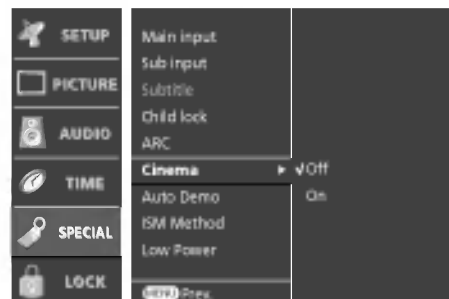 SETUP
PICTURE
AUDIO
TIME
SPECIAL
LOCK
Main input
Sub input
Subtitle
Child lock
ARC
Cinema ▶ √Off
Auto Demo On
ISM Method
Low Power
MENU Prev.